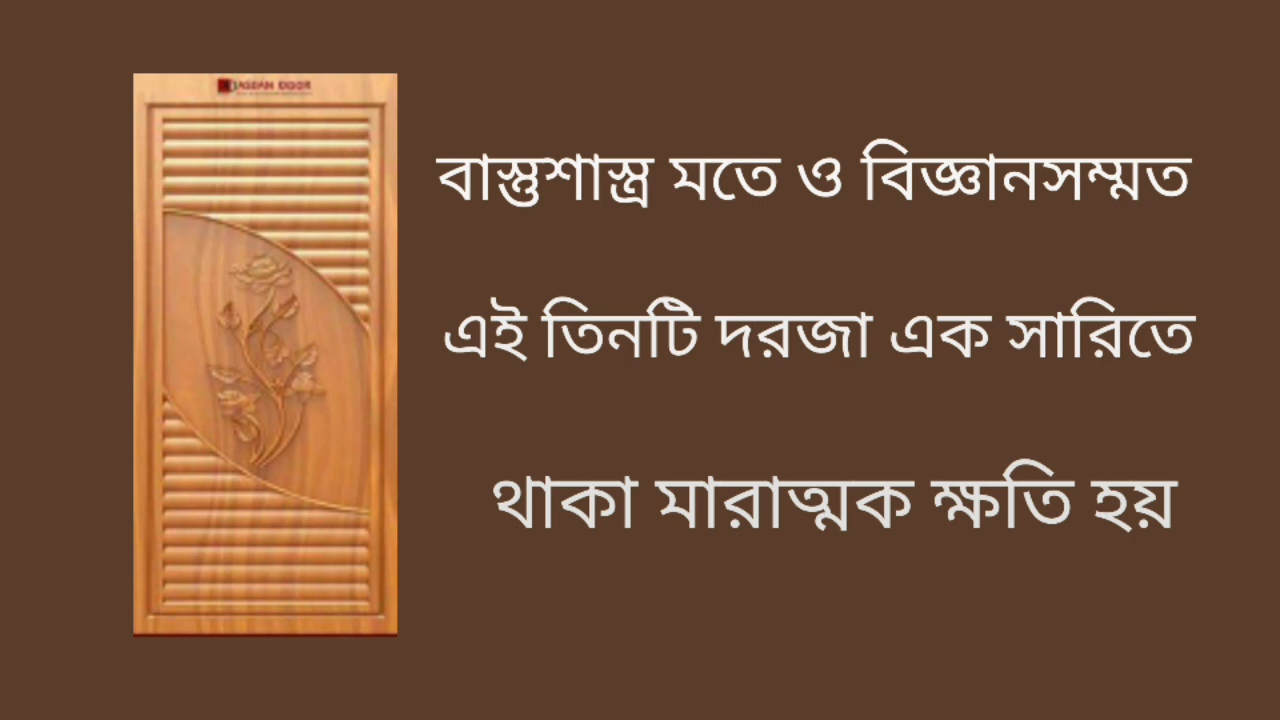 বাস্তুশাস্ত্র মতে ও বিজ্ঞানসম্মত
এই তিনটি দরজা এক সারিতে
থাকা মারাত্মক ক্ষতি হয়